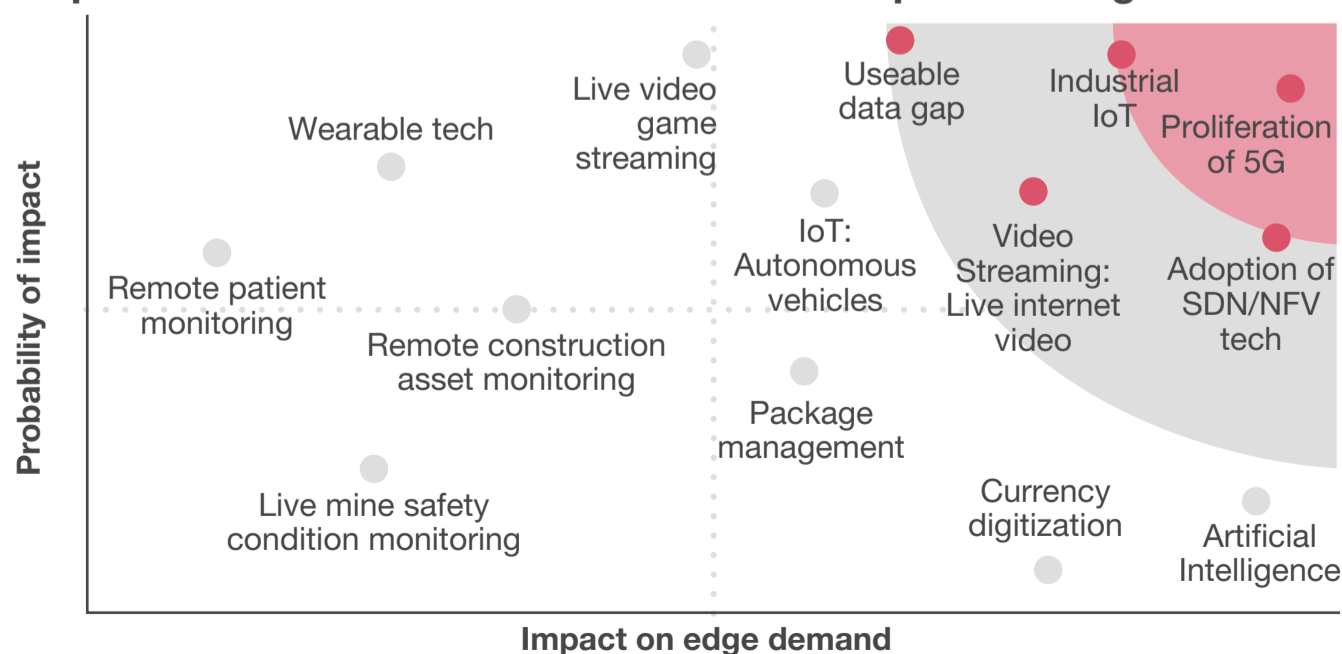 Useable
data gap
Industrial
IoT
Proliferation
of 5G
Live video
game
streaming
Wearable tech
IoT:
Autonomous
vehicles
Video
Streaming:
Live internet
video
Adoption of
SDN/NFV
tech
Remote patient
monitoring
Remote construction
asset monitoring
Package
management
Live mine safety
condition monitoring
Currency
digitization
Artificial
Intelligence
Probability of impact
Impact on edge demand